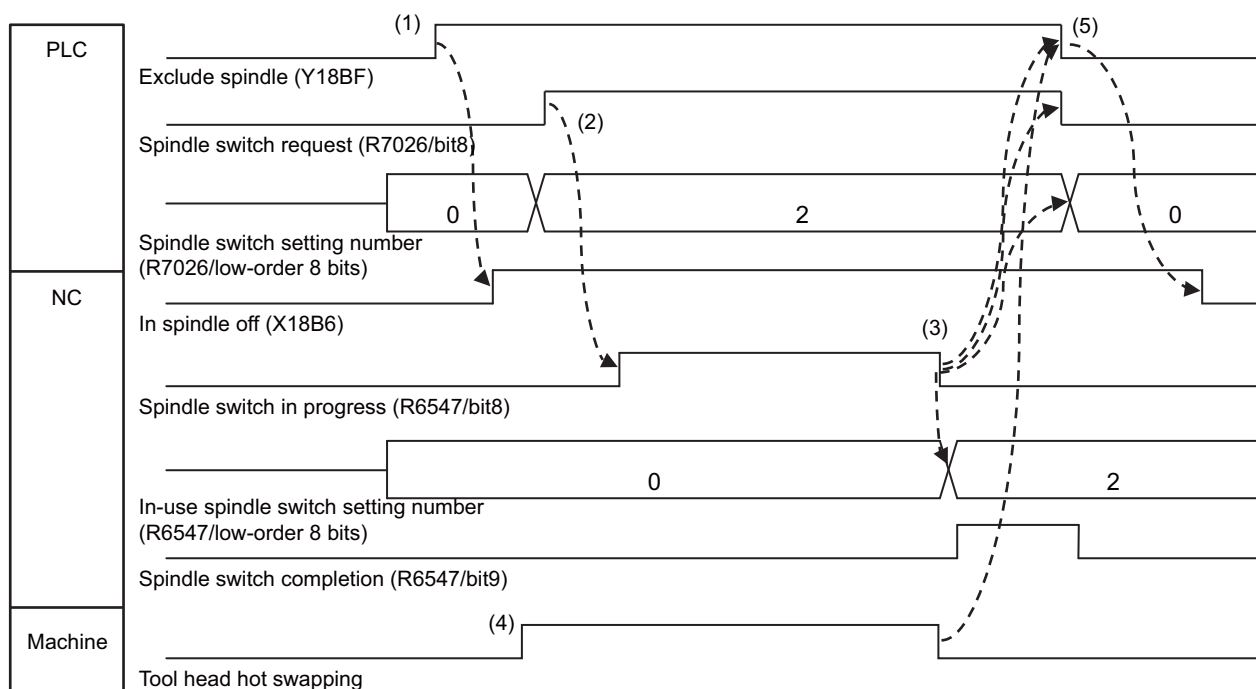 PLC
(1)
(5)
Exclude spindle (Y18BF)
(2)
Spindle switch request (R7026/bit8)
0
2
0
Spindle switch setting number
(R7026/low-order 8 bits)
NC
In spindle off (X18B6)
(3)
Spindle switch in progress (R6547/bit8)
0
2
In-use spindle switch setting number
(R6547/low-order 8 bits)
Spindle switch completion (R6547/bit9)
Machine
(4)
Tool head hot swapping